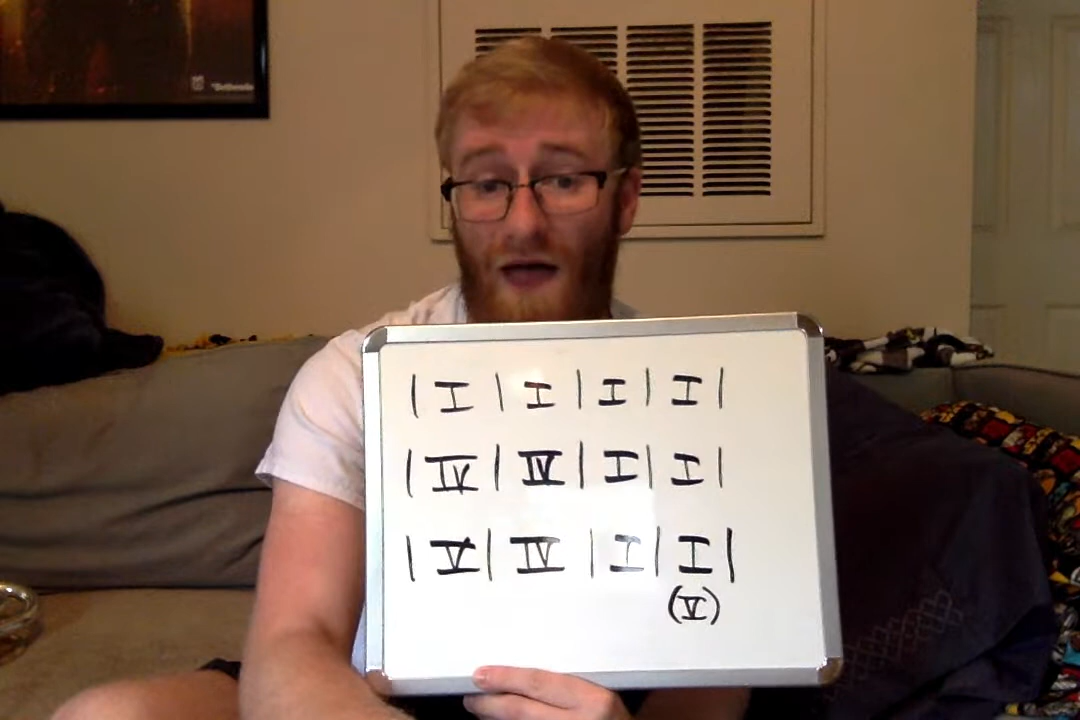 | I | I | I | I |
| IV | IV | I | I |
| V | IV | I | I |
(V)